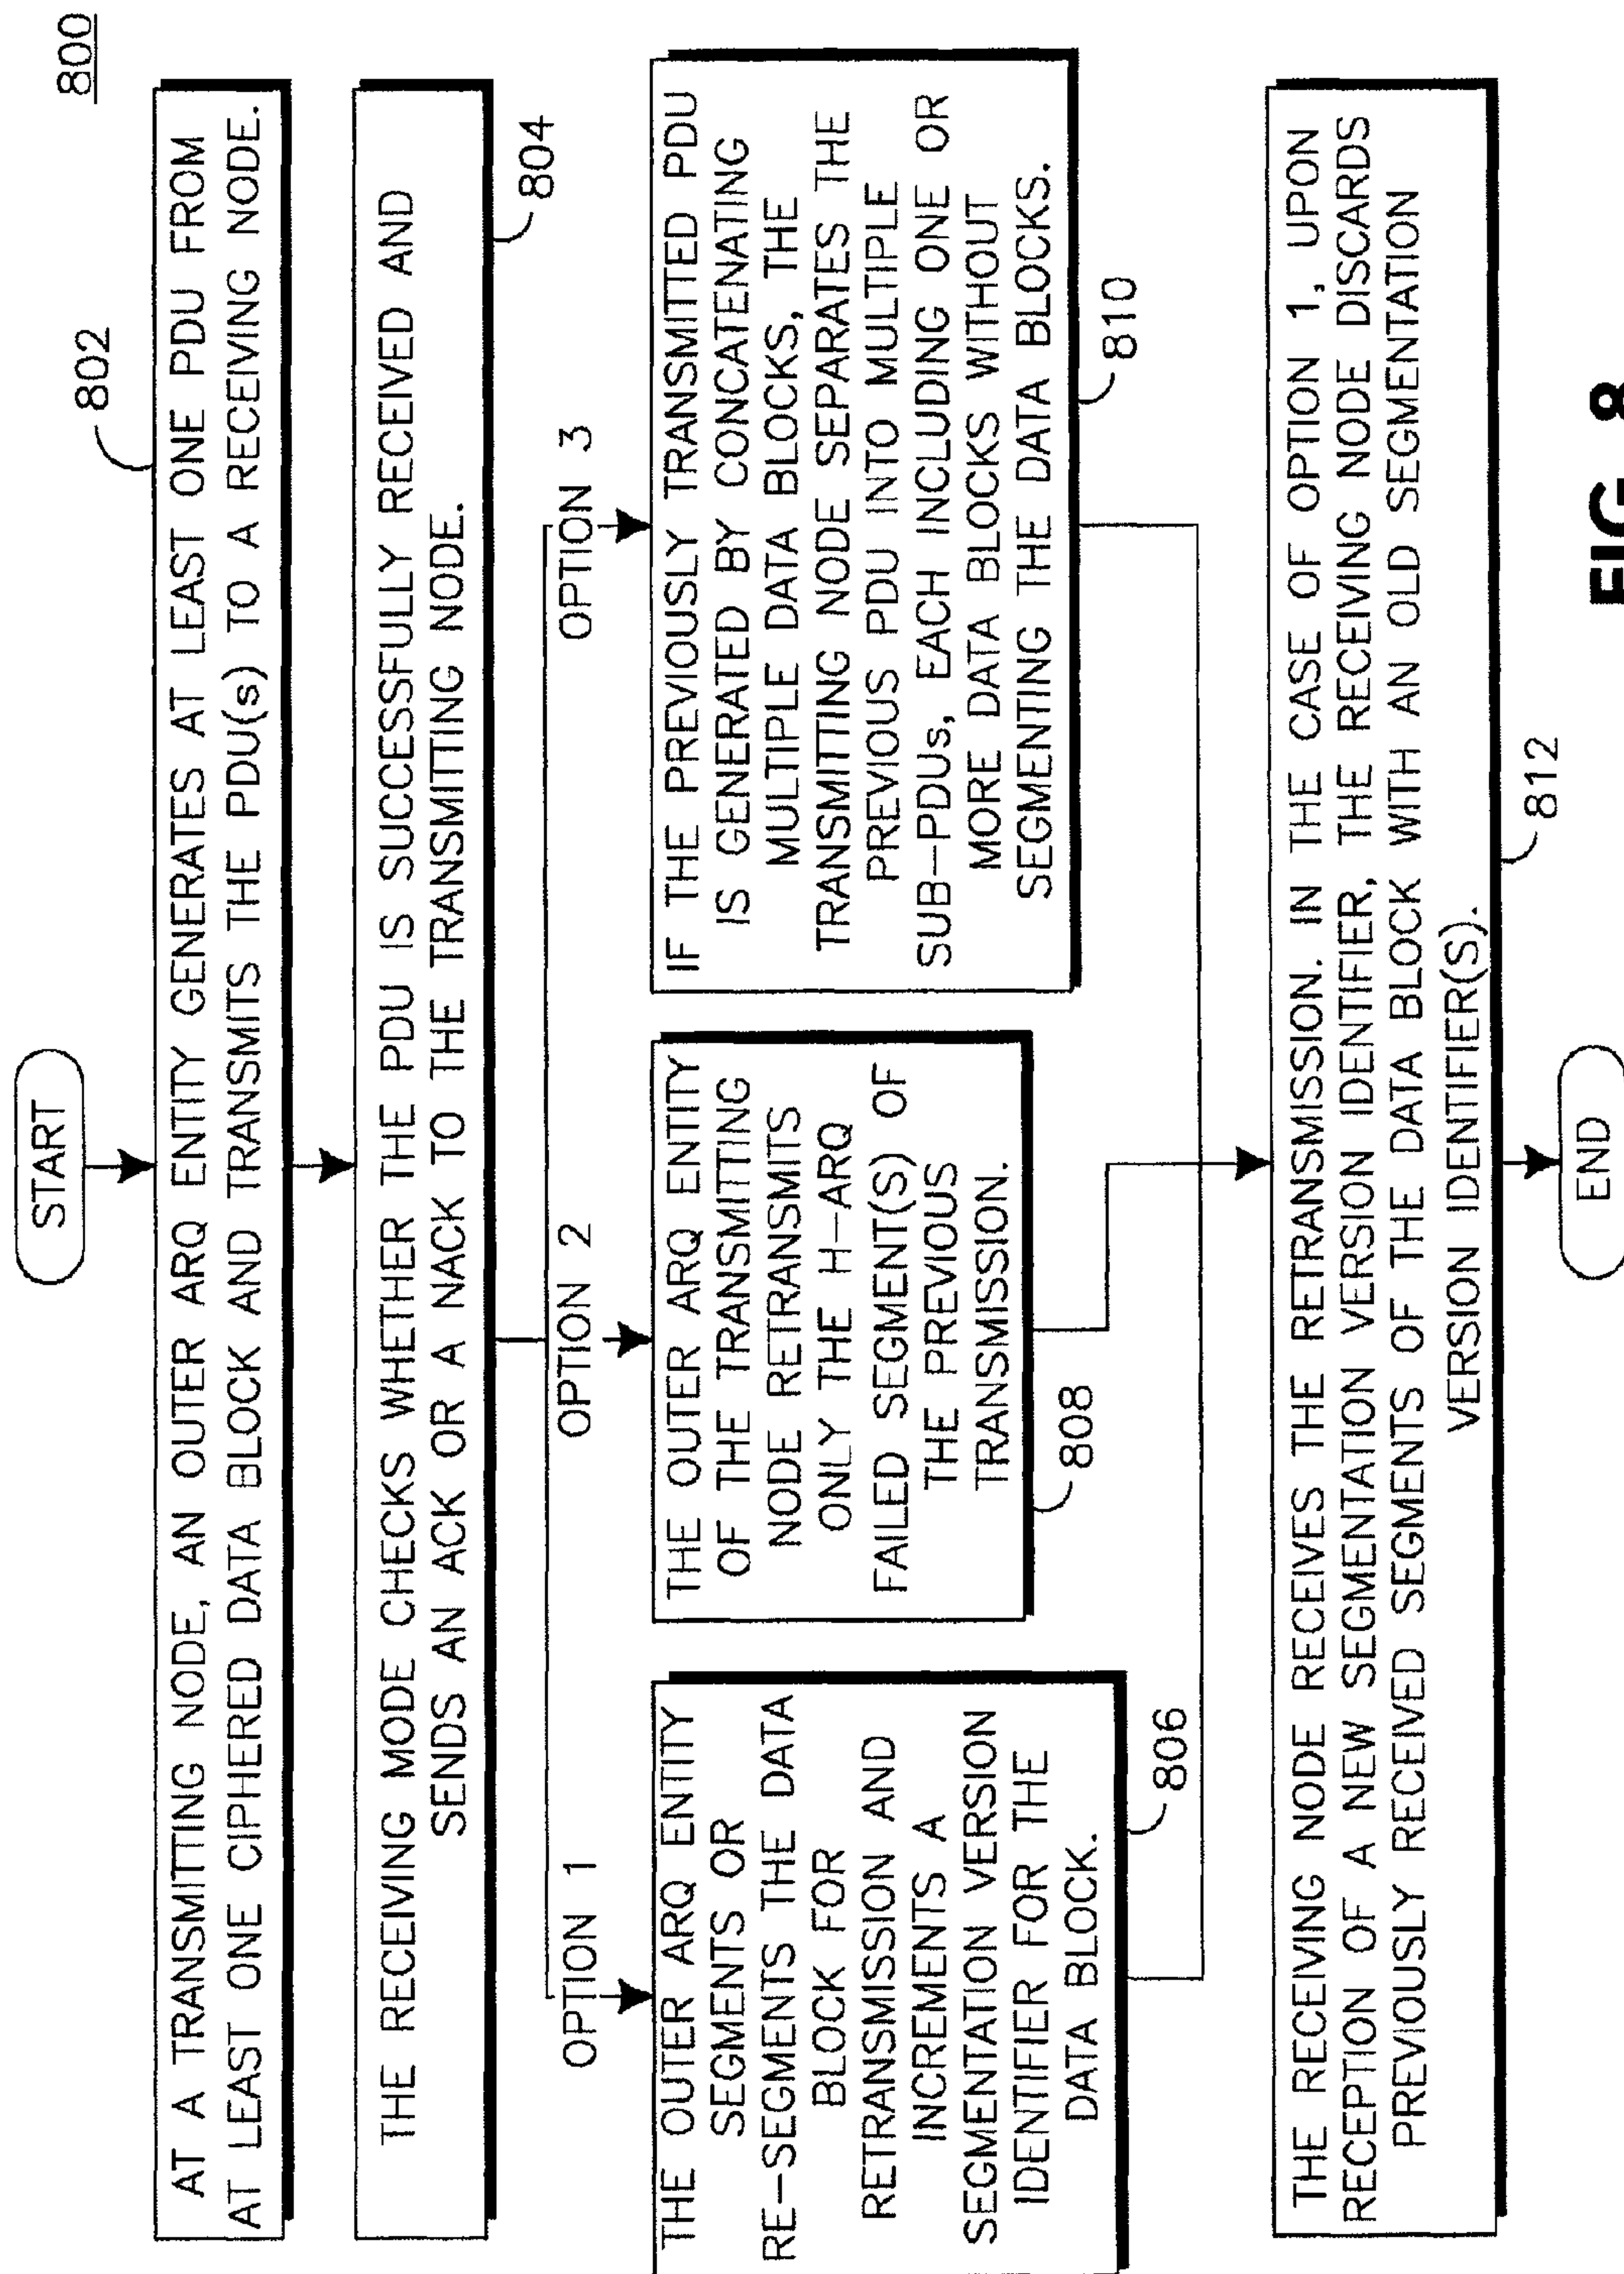 800
START
802
AT A TRANSMITTING NODE, AN OUTER ARQ ENTITY GENERATES AT LEAST ONE PDU FROM
AT LEAST ONE CIPHERED DATA BLOCK AND TRANSMITS THE PDU(s) TO A RECEIVING NODE.
THE RECEIVING MODE CHECKS WHETHER THE PDU IS SUCCESSFULLY RECEIVED AND
SENDS AN ACK OR A NACK TO THE TRANSMITTING NODE.
804
OPTION 1
THE OUTER ARQ ENTITY
SEGMENTS OR
RE-SEGMENTS THE DATA
BLOCK FOR
RETRANSMISSION AND
INCREMENTS A
SEGMENTATION VERSION
IDENTIFIER FOR THE
DATA BLOCK.
806
OPTION 2
THE OUTER ARQ ENTITY
OF THE TRANSMITTING
NODE RETRANSMITS
ONLY THE H-ARQ
FAILED SEGMENT(S) OF
THE PREVIOUS
TRANSMISSION.
808
OPTION 3
IF THE PREVIOUSLY TRANSMITTED PDU
IS GENERATED BY CONCATENATING
MULTIPLE DATA BLOCKS, THE
TRANSMITTING NODE SEPARATES THE
PREVIOUS PDU INTO MULTIPLE
SUB-PDUs, EACH INCLUDING ONE OR
MORE DATA BLOCKS WITHOUT
SEGMENTING THE DATA BLOCKS.
810
THE RECEIVING NODE RECEIVES THE RETRANSMISSION. IN THE CASE OF OPTION 1, UPON
RECEPTION OF A NEW SEGMENTATION VERSION IDENTIFIER, THE RECEIVING NODE DISCARDS
PREVIOUSLY RECEIVED SEGMENTS OF THE DATA BLOCK WITH AN OLD SEGMENTATION
VERSION IDENTIFIER(S).
812
END
FIG. 8